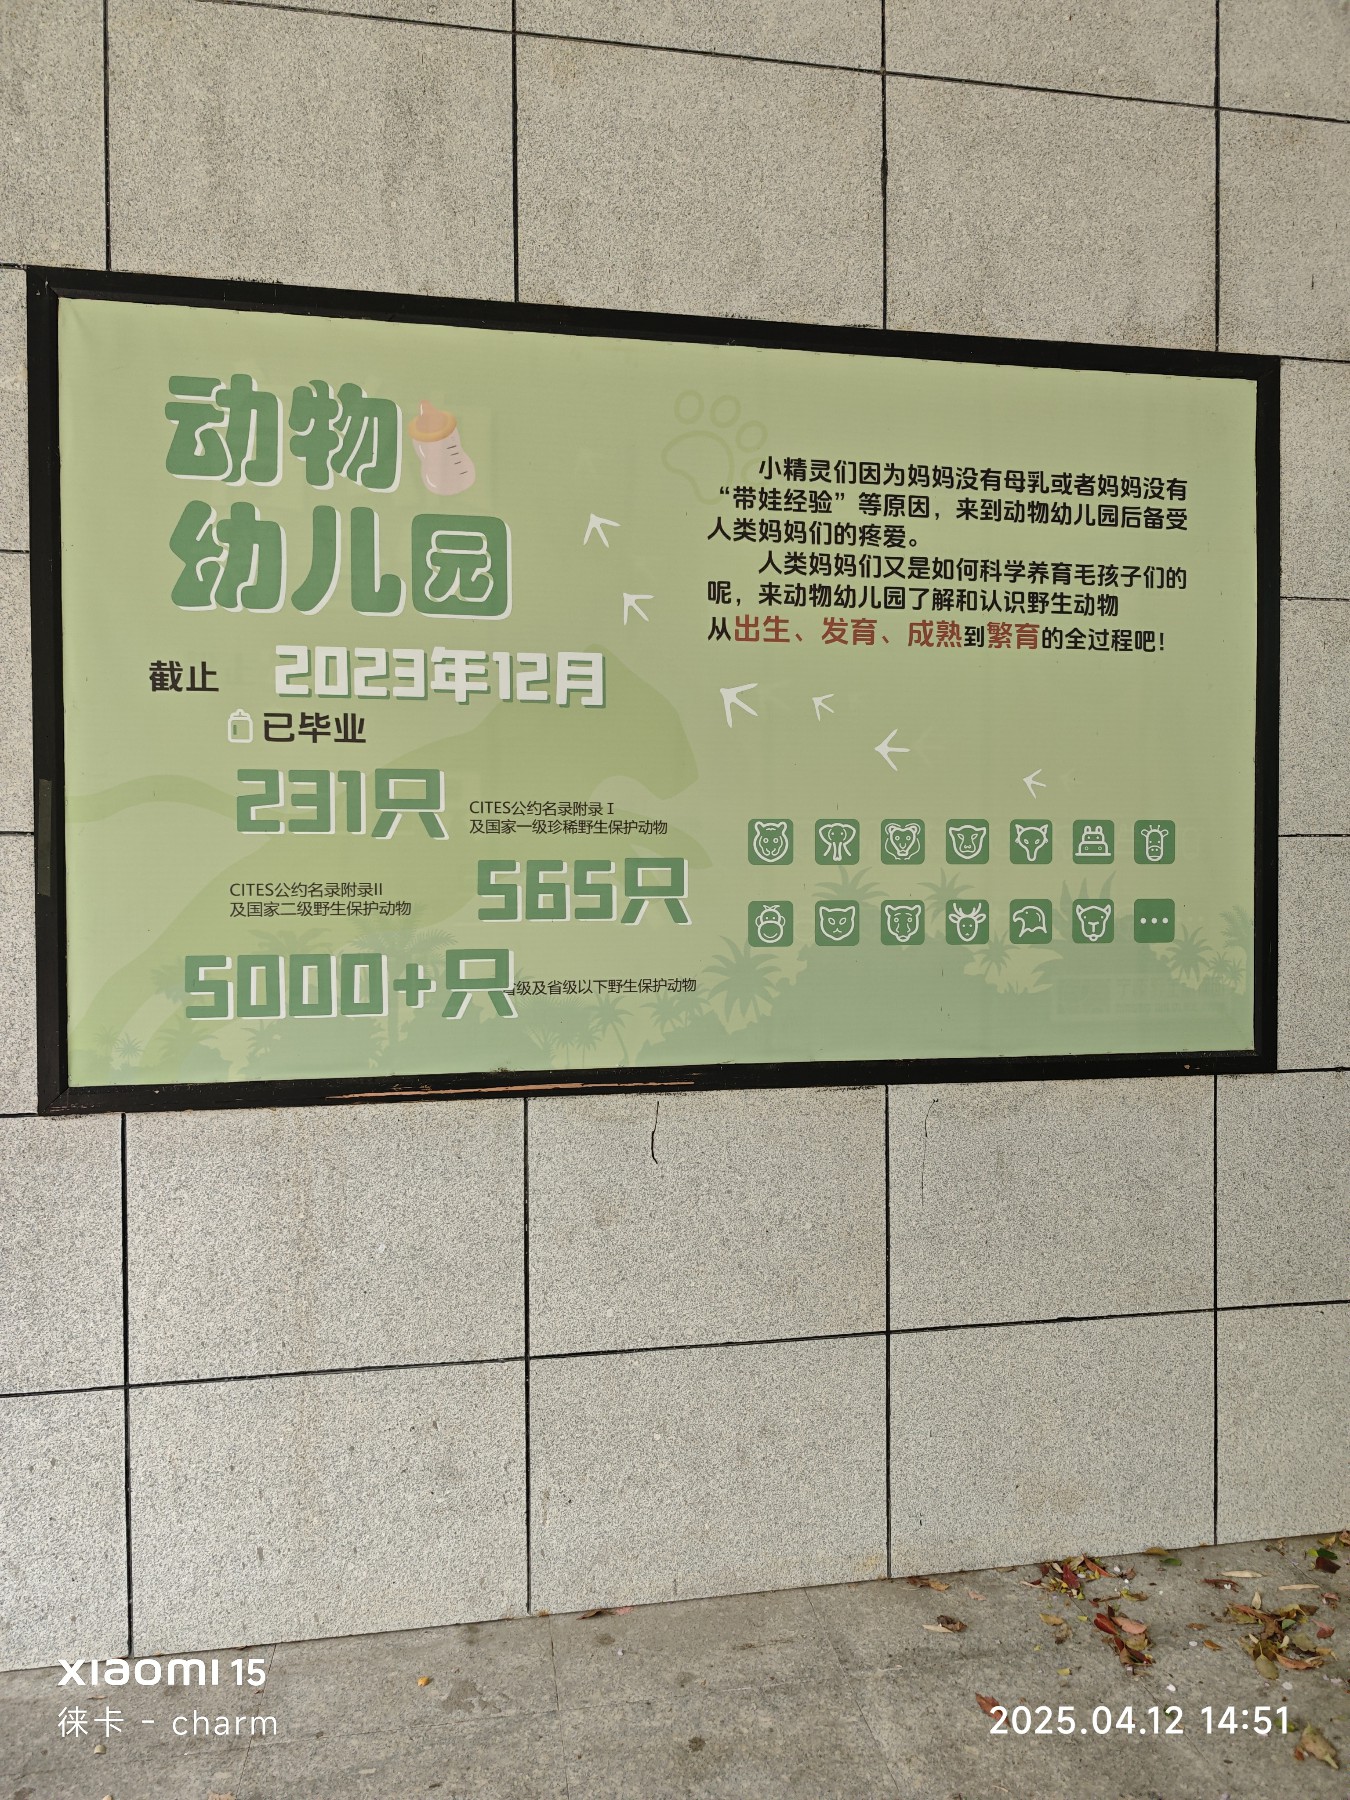 动物
幼儿园
截止 2023年12月
已毕业
231只
CITES公约名录附录 I
及国家一级珍稀野生保护动物
CITES公约名录附录II
及国家二级野生保护动物
565只
5000+只
省级及省级以下野生保护动物
小精灵们因为妈妈没有母乳或者妈妈没有
“带娃经验”等原因，来到动物幼儿园后备受
人类妈妈们的疼爱。
人类妈妈们又是如何科学养育毛孩子们的
呢，来动物幼儿园了解和认识野生动物
从出生、发育、成熟到繁育的全过程吧！
xiaomi 15
徕卡 - charm
2025.04.12 14:51